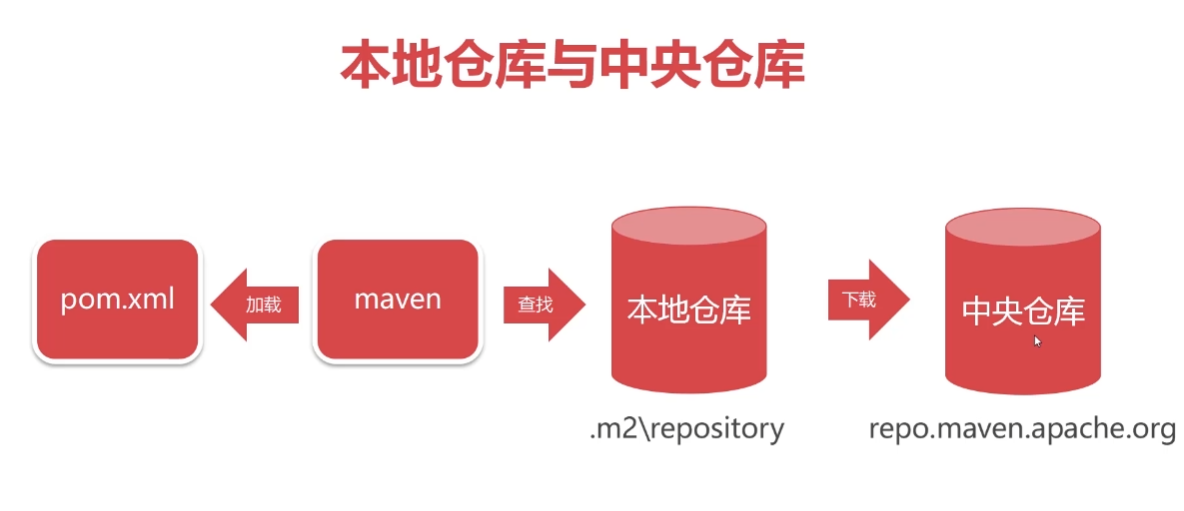 本地仓库与中央仓库
pom.xml
加载
maven
查找
本地仓库
下载
中央仓库
.m2\repository
repo.maven.apache.org